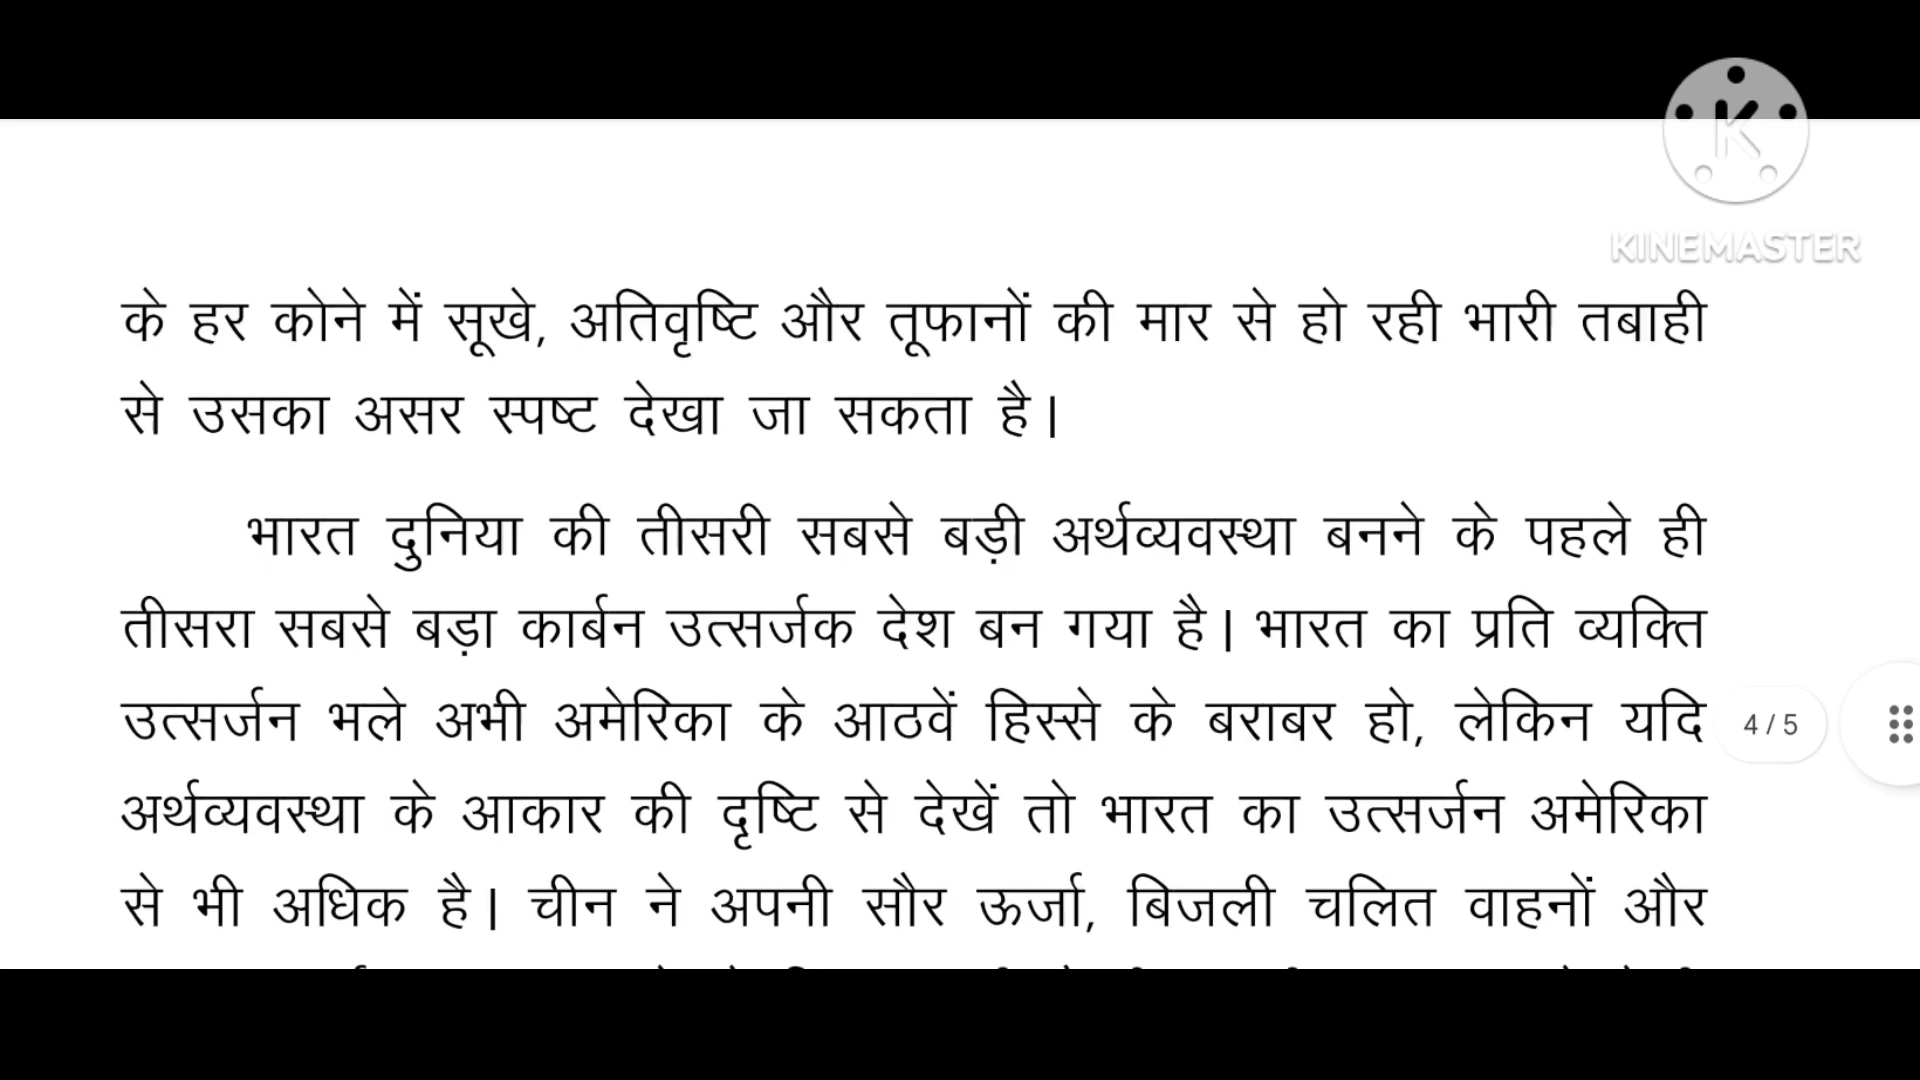 KINEMASTER
के हर कोने में सूखे, अतिवृष्टि और तूफानों की मार से हो रही भारी तबाही
से उसका असर स्पष्ट देखा जा सकता है।
भारत दुनिया की तीसरी सबसे बड़ी अर्थव्यवस्था बनने के पहले ही
तीसरा सबसे बड़ा कार्बन उत्सर्जक देश बन गया है। भारत का प्रति व्यक्ति
उत्सर्जन भले अभी अमेरिका के आठवें हिस्से के बराबर हो, लेकिन यदि
4 / 5
अर्थव्यवस्था के आकार की दृष्टि से देखें तो भारत का उत्सर्जन अमेरिका
से भी अधिक है। चीन ने अपनी सौर ऊर्जा, बिजली चलित वाहनों और